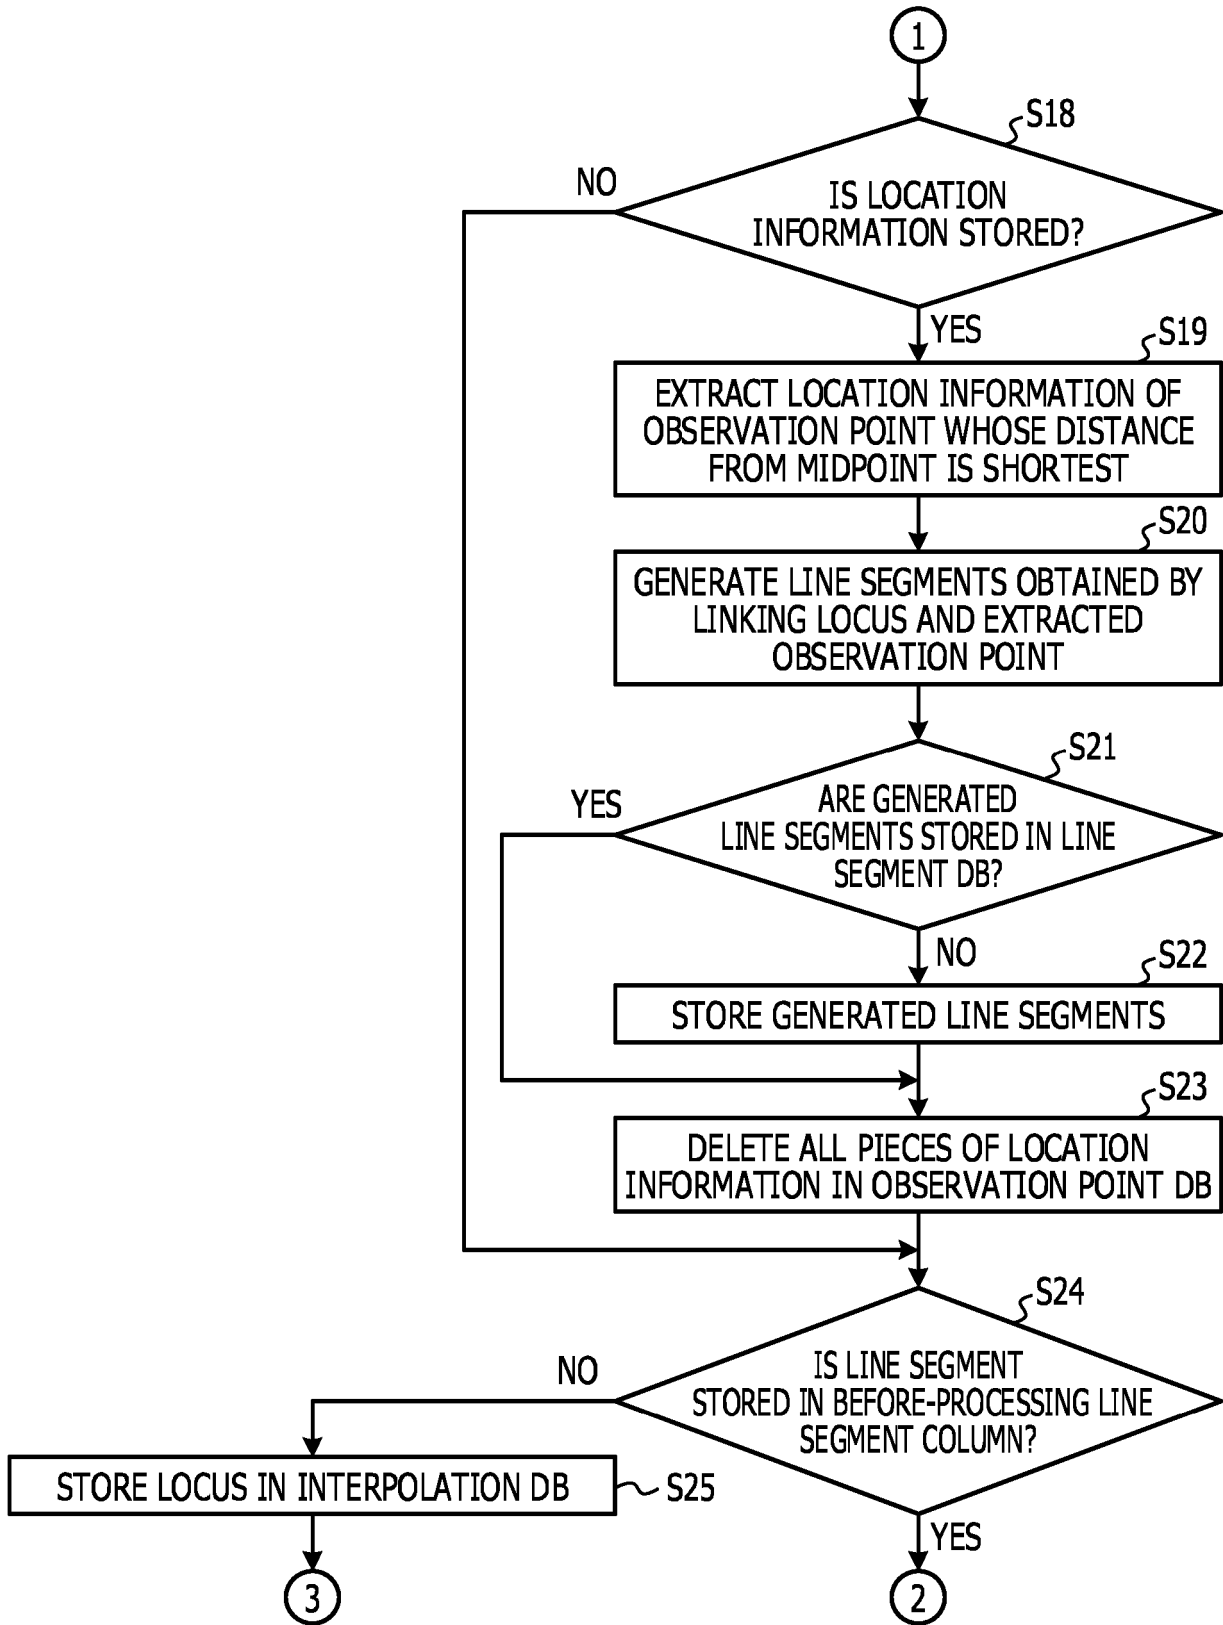 1
S18
NO
IS LOCATION
INFORMATION STORED?
YES
S19
EXTRACT LOCATION INFORMATION OF
OBSERVATION POINT WHOSE DISTANCE
FROM MIDPOINT IS SHORTEST
S20
GENERATE LINE SEGMENTS OBTAINED BY
LINKING LOCUS AND EXTRACTED
OBSERVATION POINT
S21
YES
ARE GENERATED
LINE SEGMENTS STORED IN LINE
SEGMENT DB?
NO
S22
STORE GENERATED LINE SEGMENTS
S23
DELETE ALL PIECES OF LOCATION
INFORMATION IN OBSERVATION POINT DB
S24
NO
IS LINE SEGMENT
STORED IN BEFORE-PROCESSING LINE
SEGMENT COLUMN?
STORE LOCUS IN INTERPOLATION DB
S25
YES
3
2